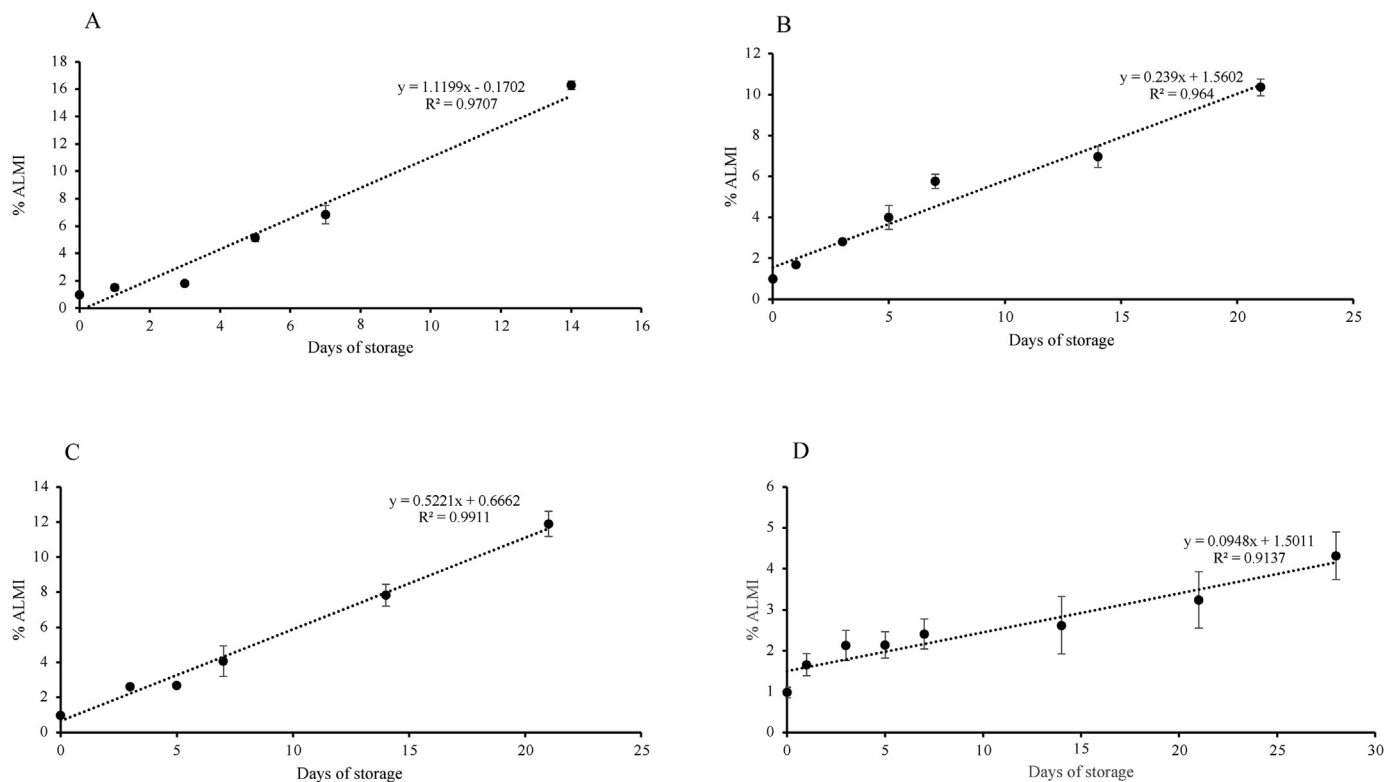 A
18
16
14
12
10
8
6
4
2
0
% ALMI
y = 1.1199x - 0.1702
R² = 0.9707
0 2 4 6 8 10 12 14 16
Days of storage
B
12
10
8
6
4
2
0
% ALMI
y = 0.239x + 1.5602
R² = 0.964
0 5 10 15 20 25
Days of storage
C
14
12
10
8
6
4
2
0
% ALMI
y = 0.5221x + 0.6662
R² = 0.9911
0 5 10 15 20 25
Days of storage
D
6
5
4
3
2
1
0
% ALMI
y = 0.0948x + 1.5011
R² = 0.9137
0 5 10 15 20 25 30
Days of storage